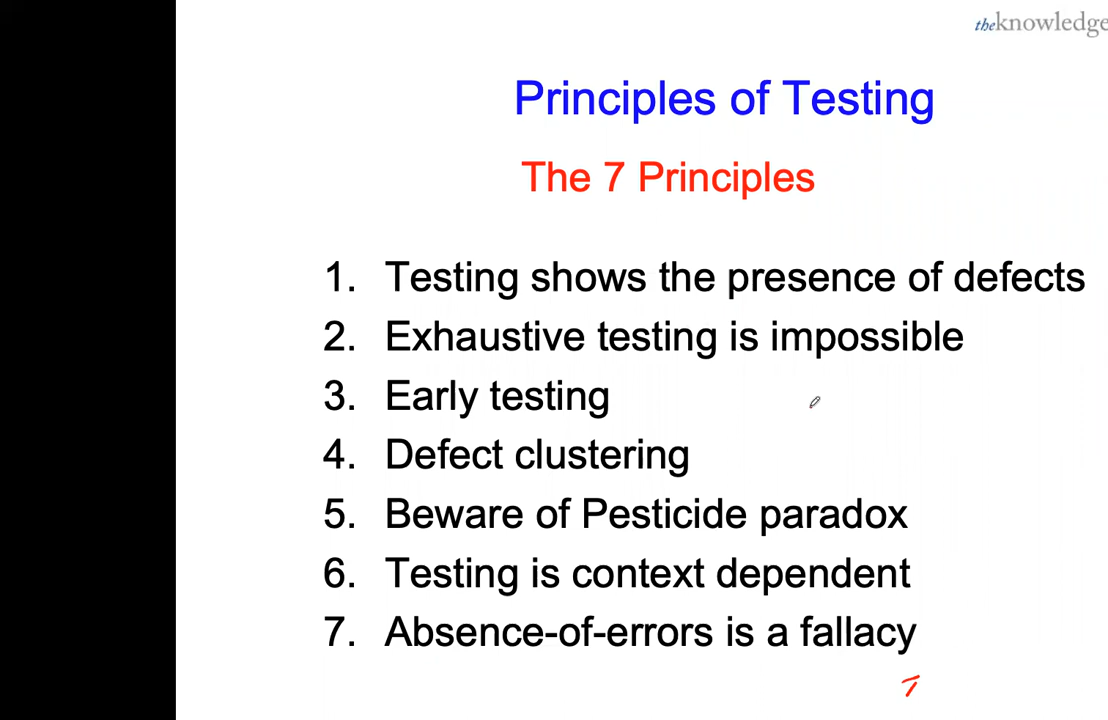 theknowledge
Principles of Testing
The 7 Principles
1. Testing shows the presence of defects
2. Exhaustive testing is impossible
3. Early testing
4. Defect clustering
5. Beware of Pesticide paradox
6. Testing is context dependent
7. Absence-of-errors is a fallacy